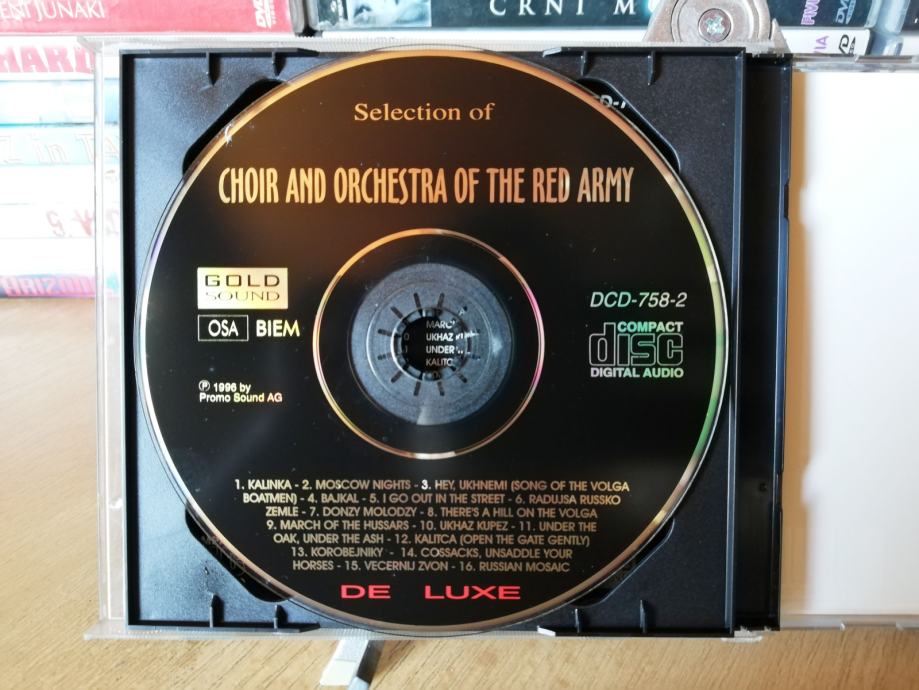 JUNAKI
CRNI
Selection of
CHOIR AND ORCHESTRA OF THE RED ARMY
GOLD
SOUND
OSA BIEM
DCD-758-2
COMPACT
disc
DIGITAL AUDIO
℗ 1996 by
Promo Sound AG
UKHAZ
UNDER
1. KALINKA - 2. MOSCOW NIGHTS - 3. HEY, UKHNEMI (SONG OF THE VOLGA
BOATMEN) - 4. BAJKAL - 5. I GO OUT IN THE STREET - 6. RADUJSA RUSSKO
ZEMLE - 7. DONZY MOLODZY - 8. THERE'S A HILL ON THE VOLGA
9. MARCH OF THE HUSSARS - 10. UKHAZ KUPEZ - 11. UNDER THE
OAK, UNDER THE ASH - 12. KALITCA (OPEN THE GATE GENTLY)
13. KOROBEJNIKY - 14. COSSACKS, UNSADDLE YOUR
HORSES - 15. VECERNIJ ZVON - 16. RUSSIAN MOSAIC
DE LUXE